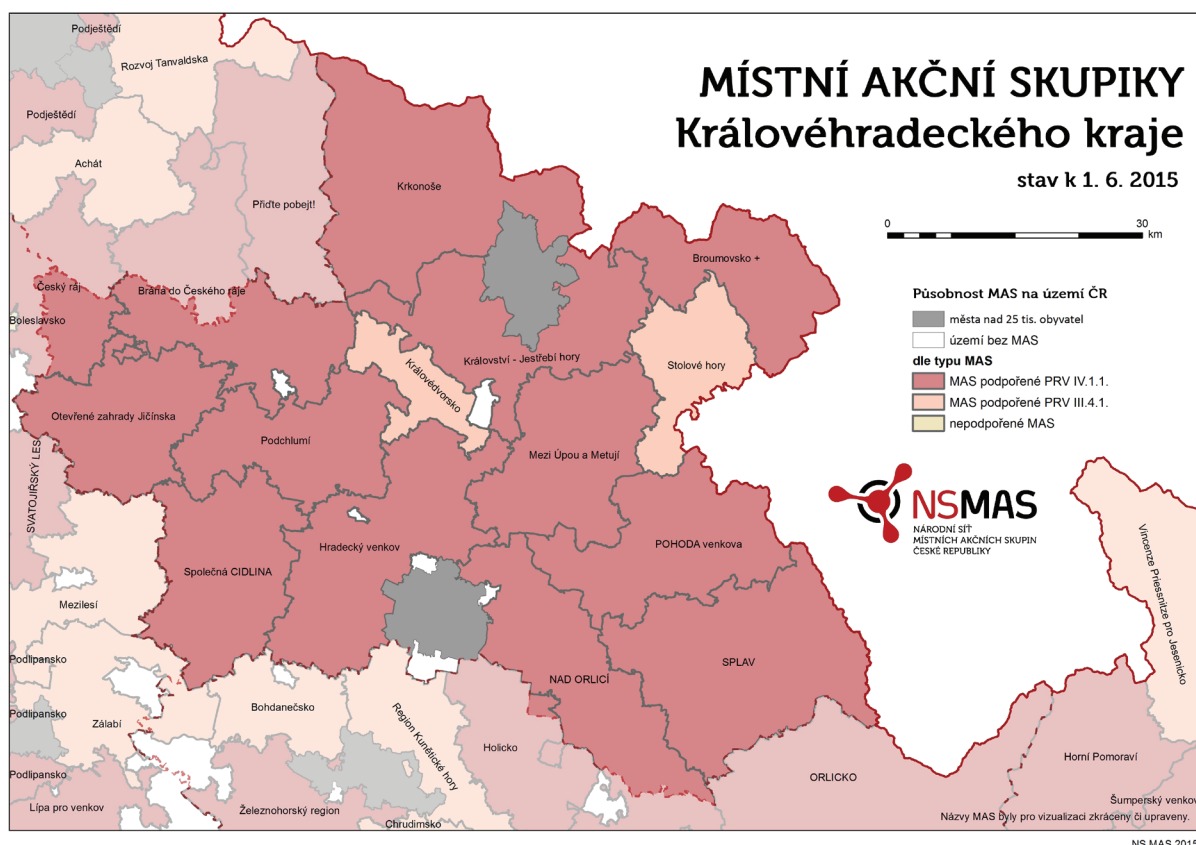 MÍSTNÍ AKČNÍ SKUPIKY
Královéhradeckého kraje
stav k 1. 6. 2015
0 30
km
Působnost MAS na území ČR
města nad 25 tis. obyvatel
území bez MAS
dle typu MAS
MAS podpořené PRV IV.1.1.
MAS podpořené PRV III.4.1.
nepodpořené MAS
NSMAS
NÁRODNÍ SÍŤ
MÍSTNÍCH AKČNÍCH SKUPIN
ČESKÉ REPUBLIKY
Podještědí
Rozvoj Tanvaldska
Podještědí
Achát
Přiďte pobejt!
Krkonoše
Broumovsko +
Český ráj
Brána do Českého ráje
Boleslavsko
Královédvorsko
Království - Jestřebí hory
Stolové hory
Otevřené zahrady Jičínska
Podchlumí
Mezi Úpou a Metují
SVATOJIŘSKÝ LES
Hradecký venkov
POHODA venkova
Společná CIDLINA
Vincenze Priessnitze pro Jesenicko
Mezilesí
Podlipansko
SPLAV
NAD ORLICÍ
Bohdanečsko
Podlipansko
Zálabí
Region Kunětické hory
Holicko
Horní Pomoraví
Podlipansko
ORLICKO
Lípa pro venkov
Železnohorský region
Šumperský venkov
Chrudimsko
Názvy MAS byly pro vizualizaci zkráceny či upraveny.
NS MAS 2015